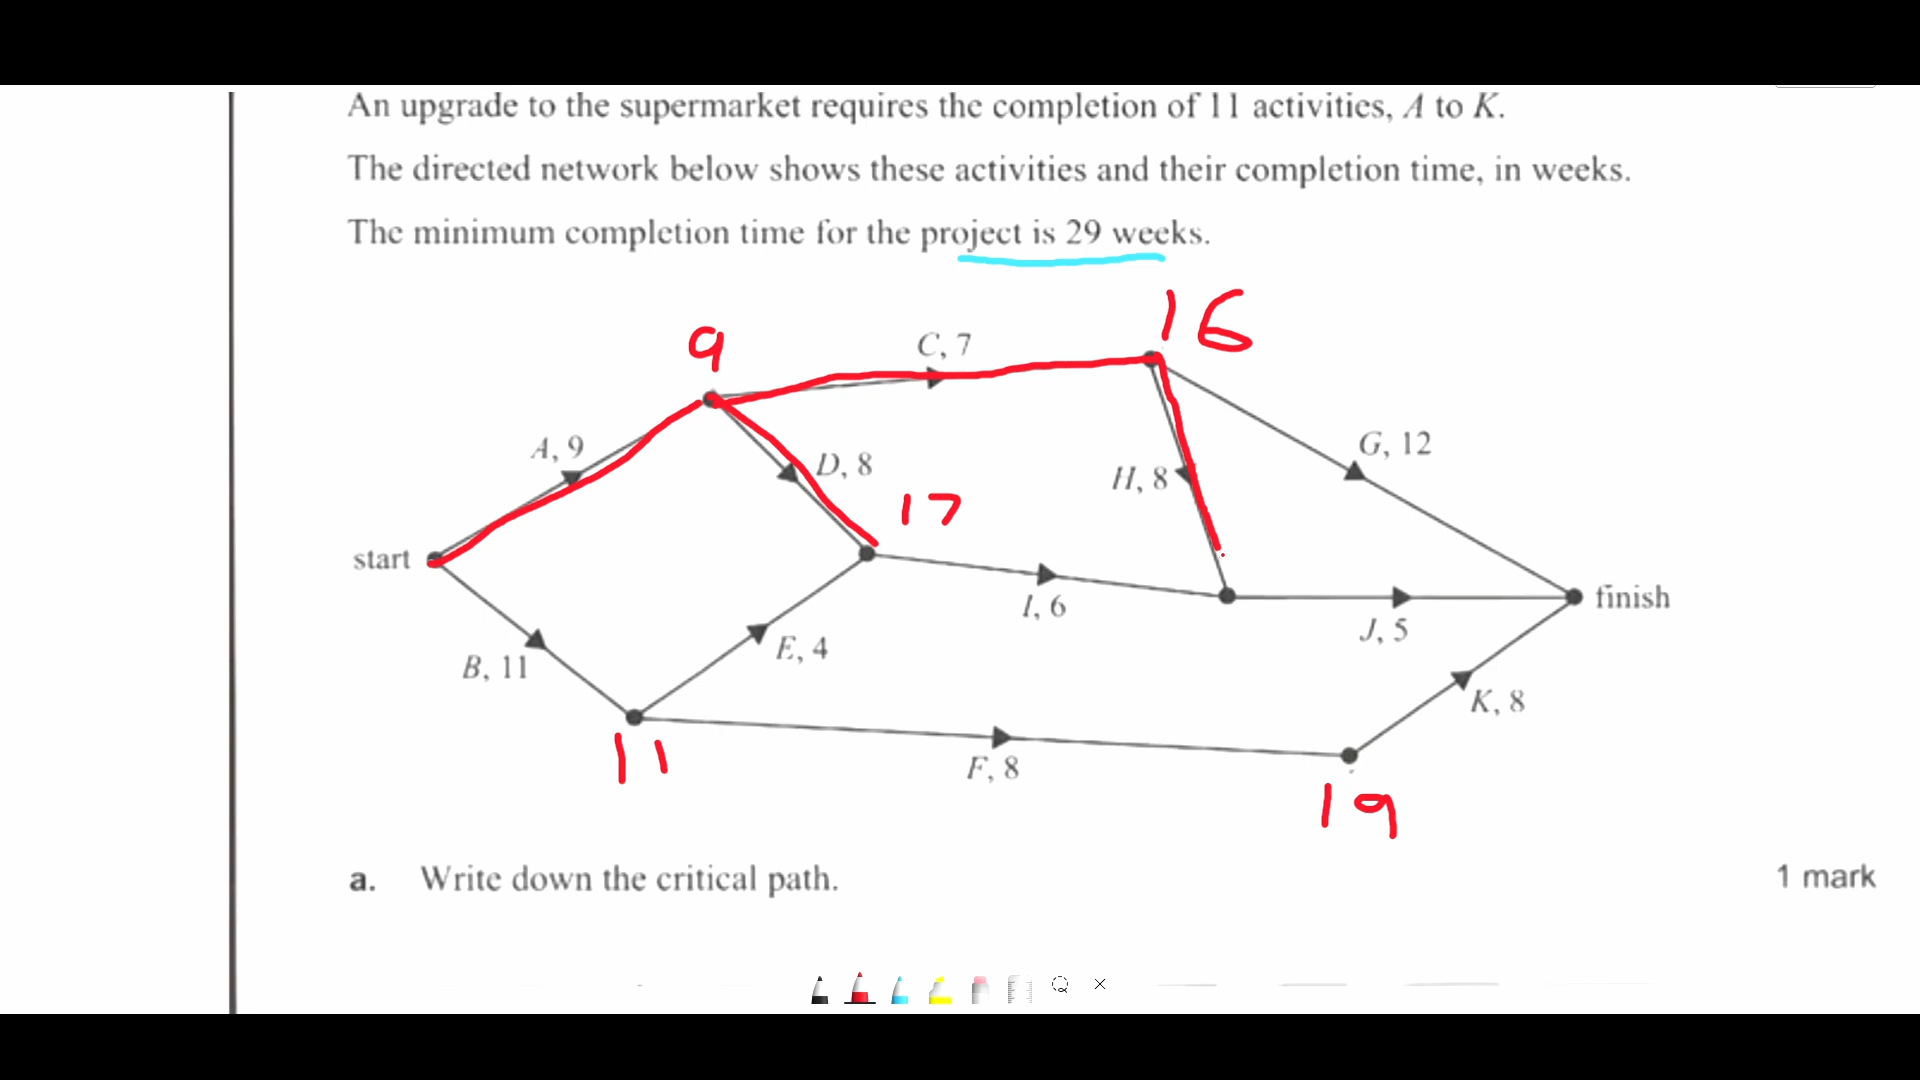 An upgrade to the supermarket requires the completion of 11 activities, A to K.
The directed network below shows these activities and their completion time, in weeks.
The minimum completion time for the project is 29 weeks.
16
9
C, 7
A, 9
D, 8
G, 12
H, 8
17
start
finish
I, 6
J, 5
E, 4
B, 11
K, 8
11
F, 8
19
a. Write down the critical path. 1 mark